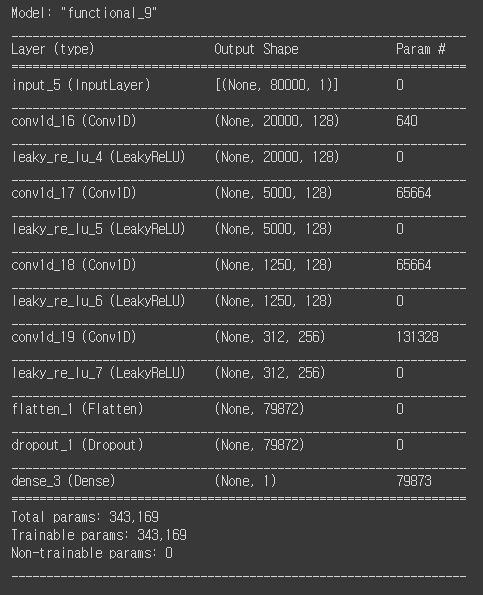 Model: "functional_9"
Layer (type) Output Shape Param #
input_5 (InputLayer) [(None, 80000, 1)] 0
conv1d_16 (Conv1D) (None, 20000, 128) 640
leaky_re_lu_4 (LeakyReLU) (None, 20000, 128) 0
conv1d_17 (Conv1D) (None, 5000, 128) 65664
leaky_re_lu_5 (LeakyReLU) (None, 5000, 128) 0
conv1d_18 (Conv1D) (None, 1250, 128) 65664
leaky_re_lu_6 (LeakyReLU) (None, 1250, 128) 0
conv1d_19 (Conv1D) (None, 312, 256) 131328
leaky_re_lu_7 (LeakyReLU) (None, 312, 256) 0
flatten_1 (Flatten) (None, 79872) 0
dropout_1 (Dropout) (None, 79872) 0
dense_3 (Dense) (None, 1) 79873
Total params: 343,169
Trainable params: 343,169
Non-trainable params: 0